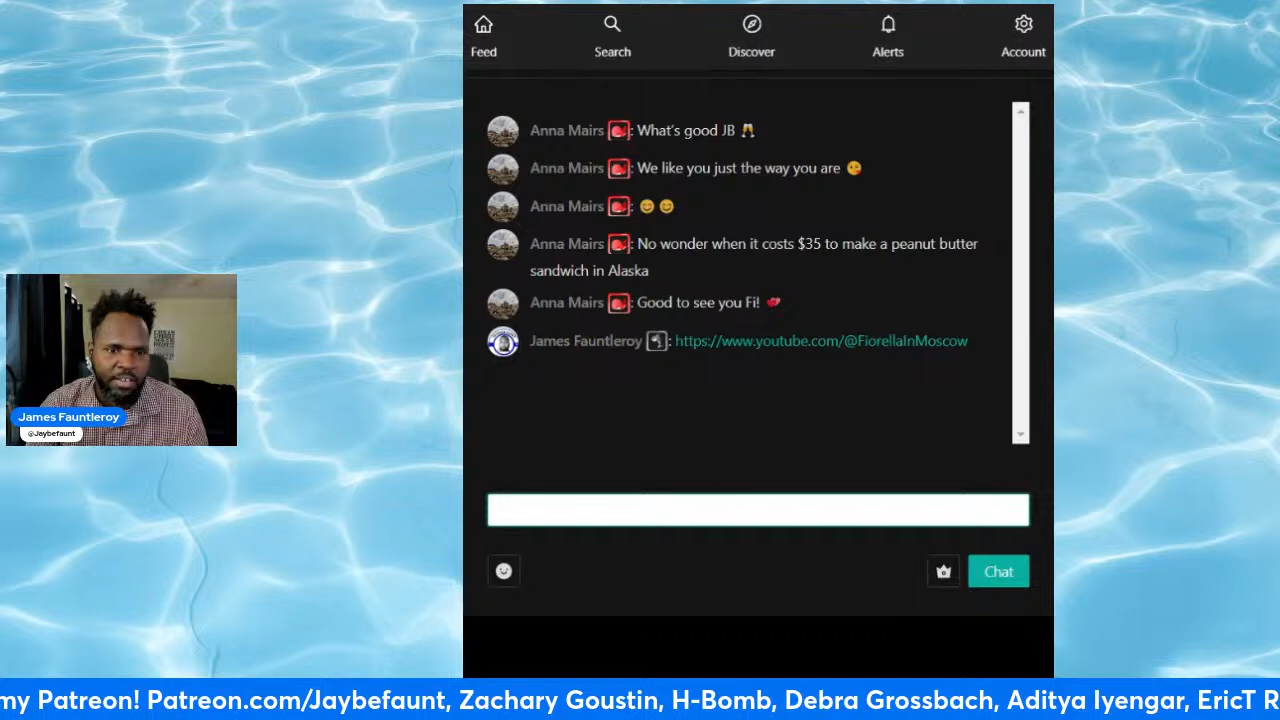 Feed
Search
Discover
Alerts
Account
Anna Mairs : What's good JB
Anna Mairs : We like you just the way you are
Anna Mairs :
Anna Mairs : No wonder when it costs $35 to make a peanut butter
sandwich in Alaska
Anna Mairs : Good to see you Fi!
James Fauntleroy : https://www.youtube.com/@FiorellaInMoscow
James Fauntleroy
@Jaybefaunt
Chat
my Patreon! Patreon.com/Jaybefaunt, Zachary Goustin, H-Bomb, Debra Grossbach, Aditya Iyengar, EricT R